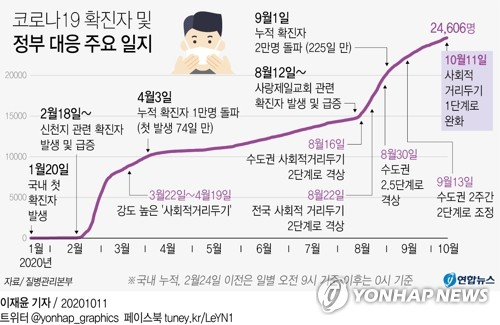 코로나19 확진자 및
정부 대응 주요 일지
24,606명
9월1일
누적 확진자
2만명 돌파 (225일 만)
10월11일
사회적
거리두기
1단계로
완화
8월12일~
사랑제일교회 관련
확진자 발생 및 급증
4월3일
누적 확진자 1만명 돌파
(첫 발생 74일 만)
2월18일~
신천지 관련 확진자
발생 및 급증
1월20일
국내 첫
확진자
발생
3월22일~4월19일
강도 높은 '사회적거리두기'
8월16일
수도권 사회적거리두기
2단계로 격상
8월22일
전국 사회적 거리두기
2단계로 격상
8월30일
수도권
2.5단계로
격상
9월13일
수도권 2주간
2단계로 조정
20000
15000
10000
5000
0
1월 2월 3월 4월 5월 6월 7월 8월 9월 10월
2020년
자료/질병관리본부
※국내 누적, 2월24일 이전은 일별 오전 9시 기준·이후는 0시 기준
연합뉴스
이재윤 기자 / 20201011
트위터 @yonhap_graphics 페이스북 tuney.kr/LeYN1
YONHAP NEWS
YONHAPNEWS